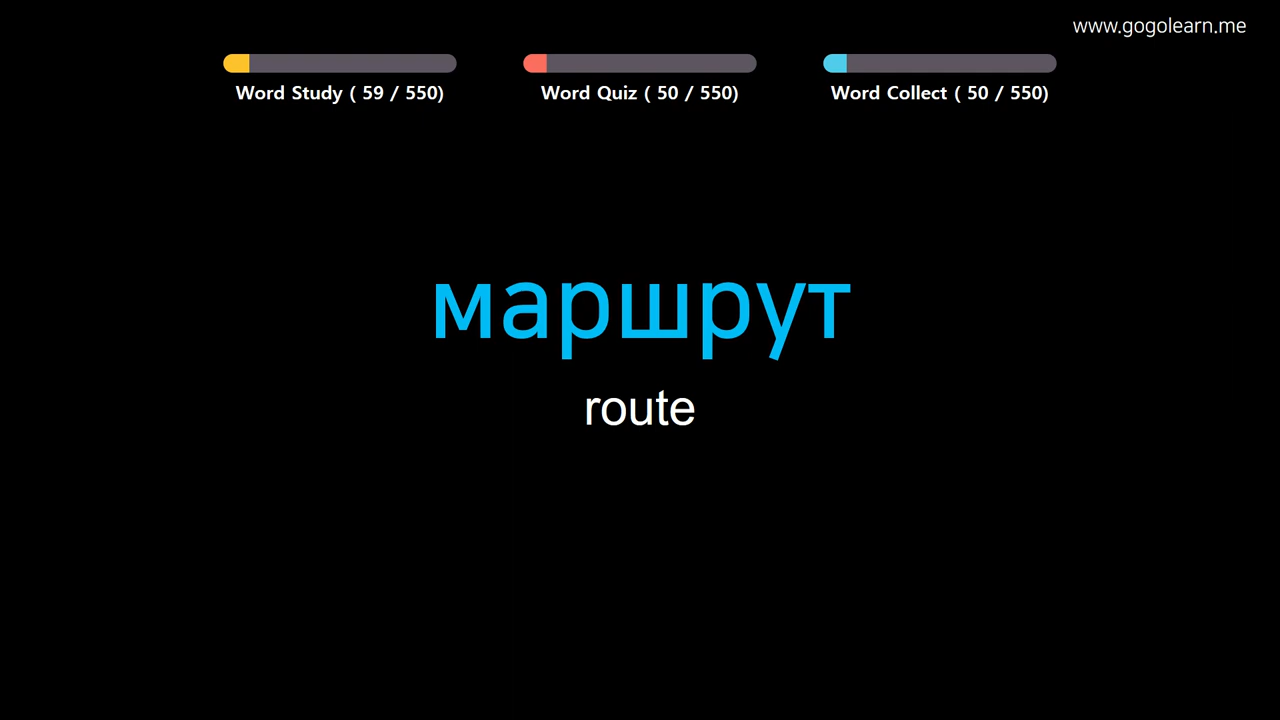 www.gogolearn.me
Word Study ( 59 / 550)
Word Quiz ( 50 / 550)
Word Collect ( 50 / 550)
маршрут
route